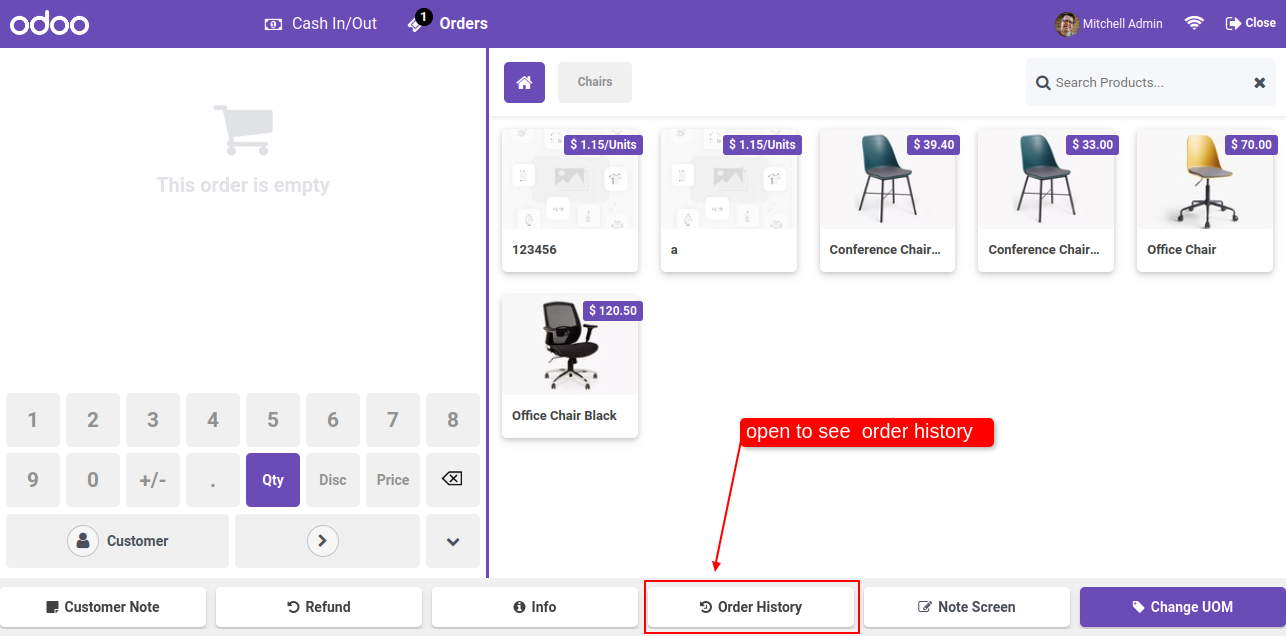 odoo
Cash In/Out
1
Orders
Mitchell Admin
Close
This order is empty
Chairs
Search Products...
$ 1.15/Units
123456
$ 1.15/Units
a
$ 39.40
Conference Chair...
$ 33.00
Conference Chair...
$ 70.00
Office Chair
$ 120.50
Office Chair Black
1 2 3 4 5 6 7 8
9 0 +/- . Qty Disc Price
Customer
open to see order history
Customer Note
Refund
Info
Order History
Note Screen
Change UOM